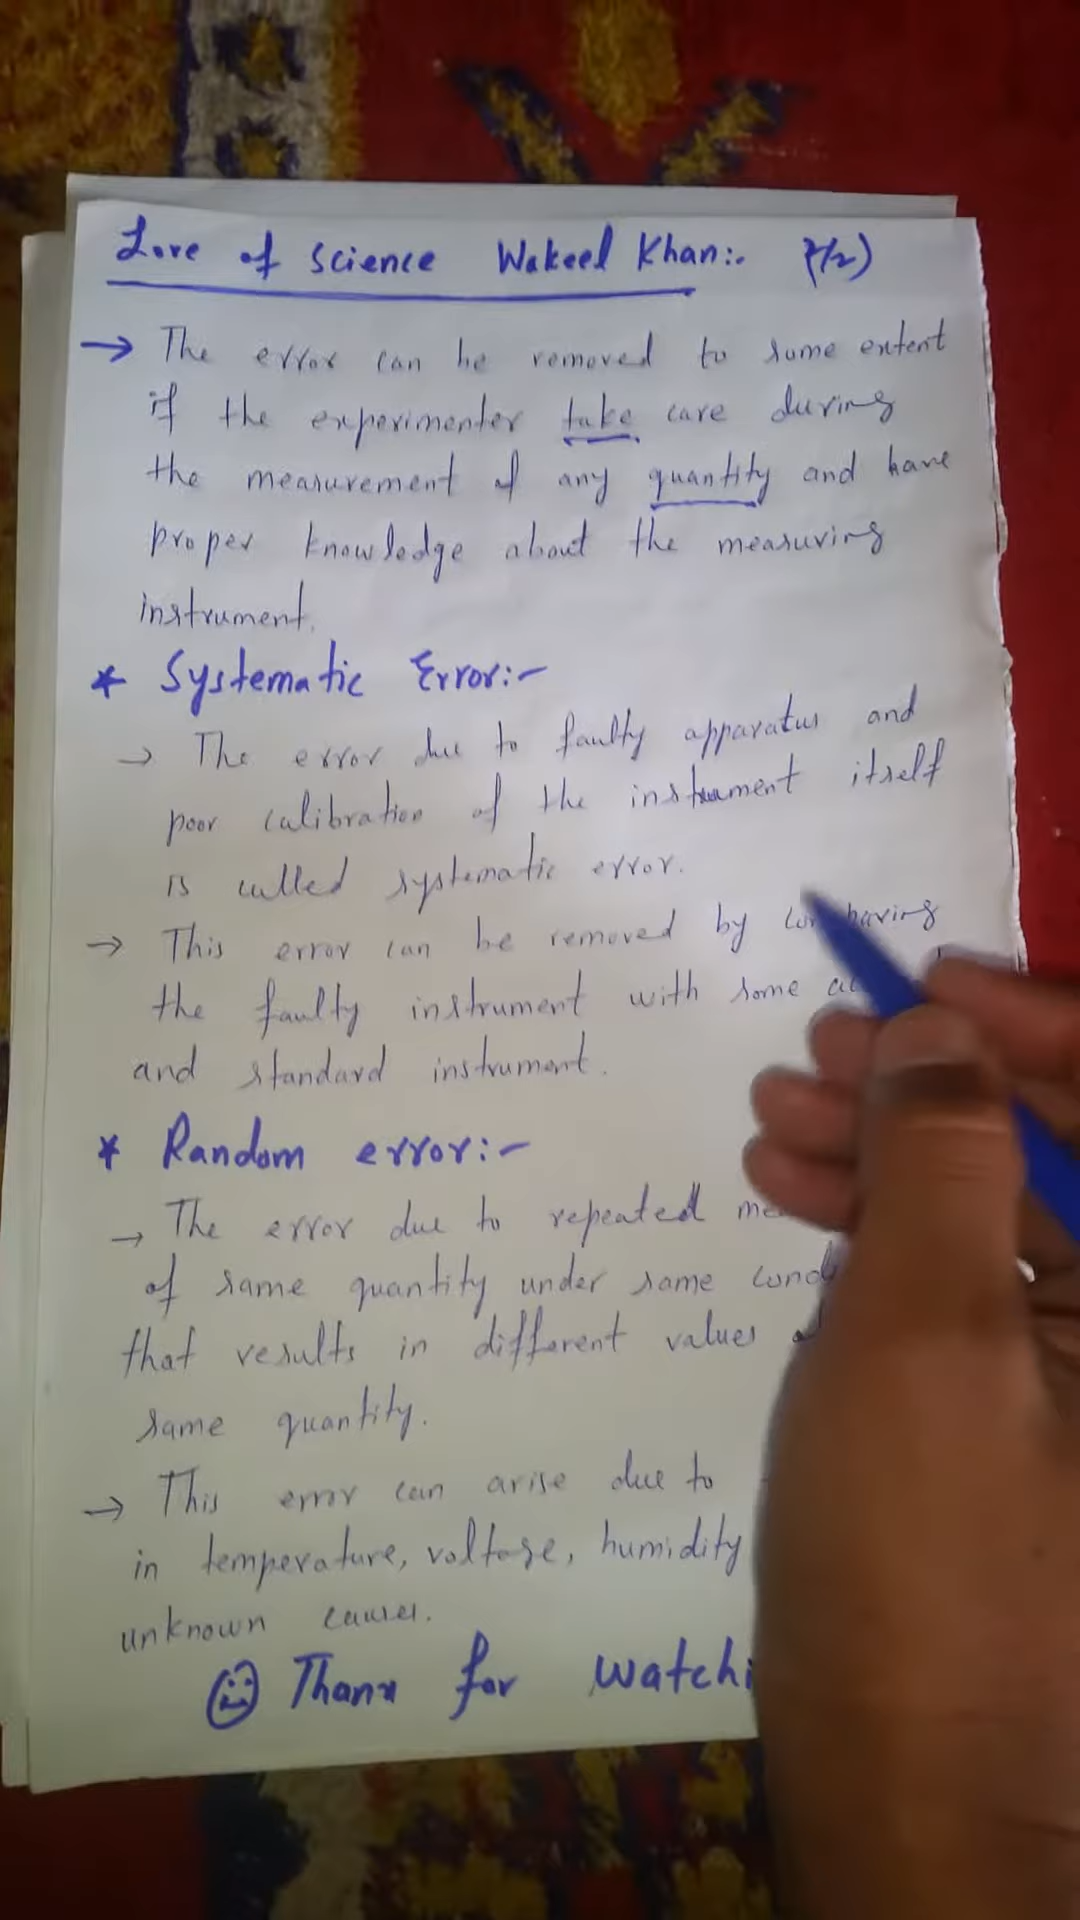 Love of Science Wakeel Khan:. P/2)
→ The error can be removed to some extent
if the experimenter take care during
the measurement of any quantity and have
proper knowledge about the measuring
instrument.
* Systematic Error:-
→ The error due to faulty apparatus and
poor calibration of the instrument itself
is called systematic error.
→ This error can be removed by
the faulty instrument with some
and standard instrument.
* Random error:-
→ The error due to repeated
of same quantity under same
that results in different values
same quantity.
→ This error can arise due to
in temperature, voltage, humidity
unknown causes.
Thanx for watchi